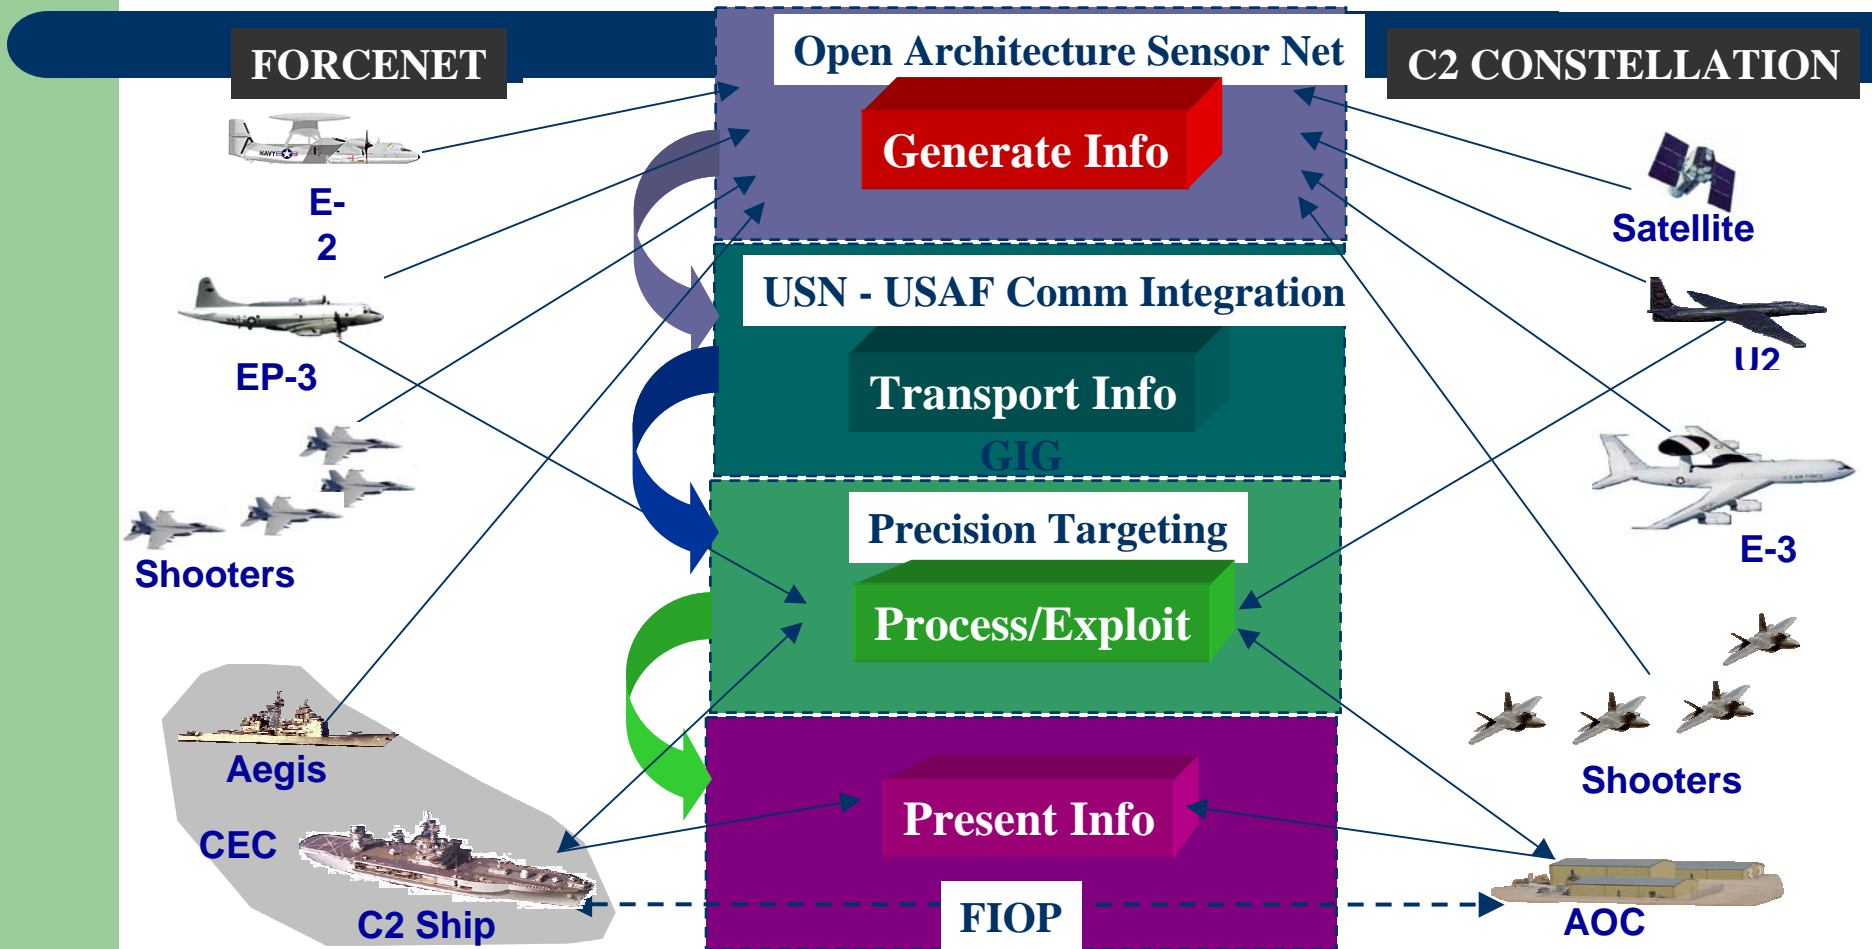 FORCENET
Open Architecture Sensor Net
C2 CONSTELLATION
Generate Info
NAVY
E-
2
Satellite
USN - USAF Comm Integration
EP-3
U2
Transport Info
GIG
Precision Targeting
E-3
Shooters
Process/Exploit
Aegis
Shooters
CEC
Present Info
C2 Ship
FIOP
AOC